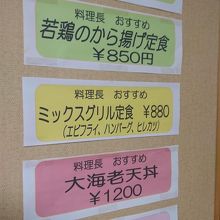 料理長 おすすめ
若鶏のから揚げ定食
￥850円
料理長 おすすめ
ミックスグリル定食 ￥880
(エビフライ、ハンバーグ、ヒレカツ)
料理長 おすすめ
大海老天丼
￥1200